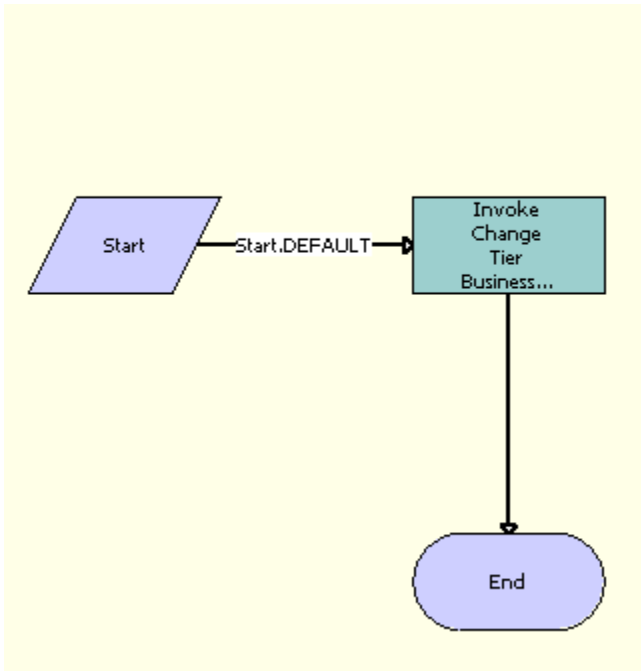 Start
Start.DEFAULT
Invoke
Change
Tier
Business...
End